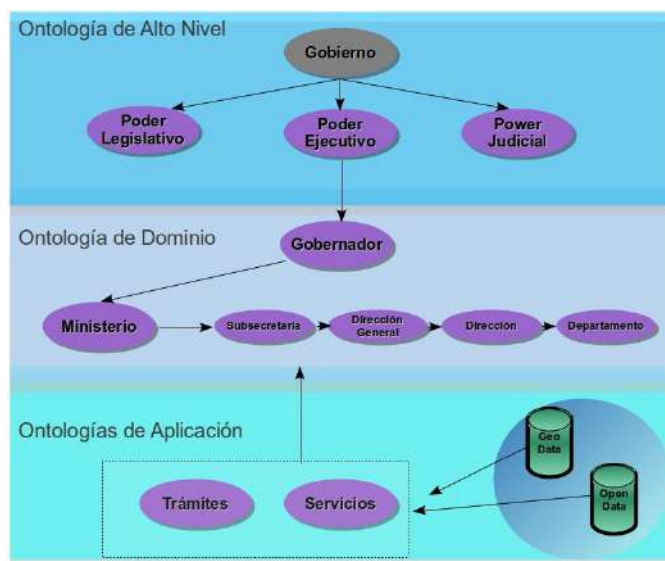 Ontología de Alto Nivel
Gobierno
Poder
Legislativo
Poder
Ejecutivo
Power
Judicial
Ontología de Dominio
Gobernador
Ministerio
Subsecretaria
Dirección
General
Dirección
Departamento
Ontologías de Aplicación
Trámites
Servicios
Geo
Data
Open
Data